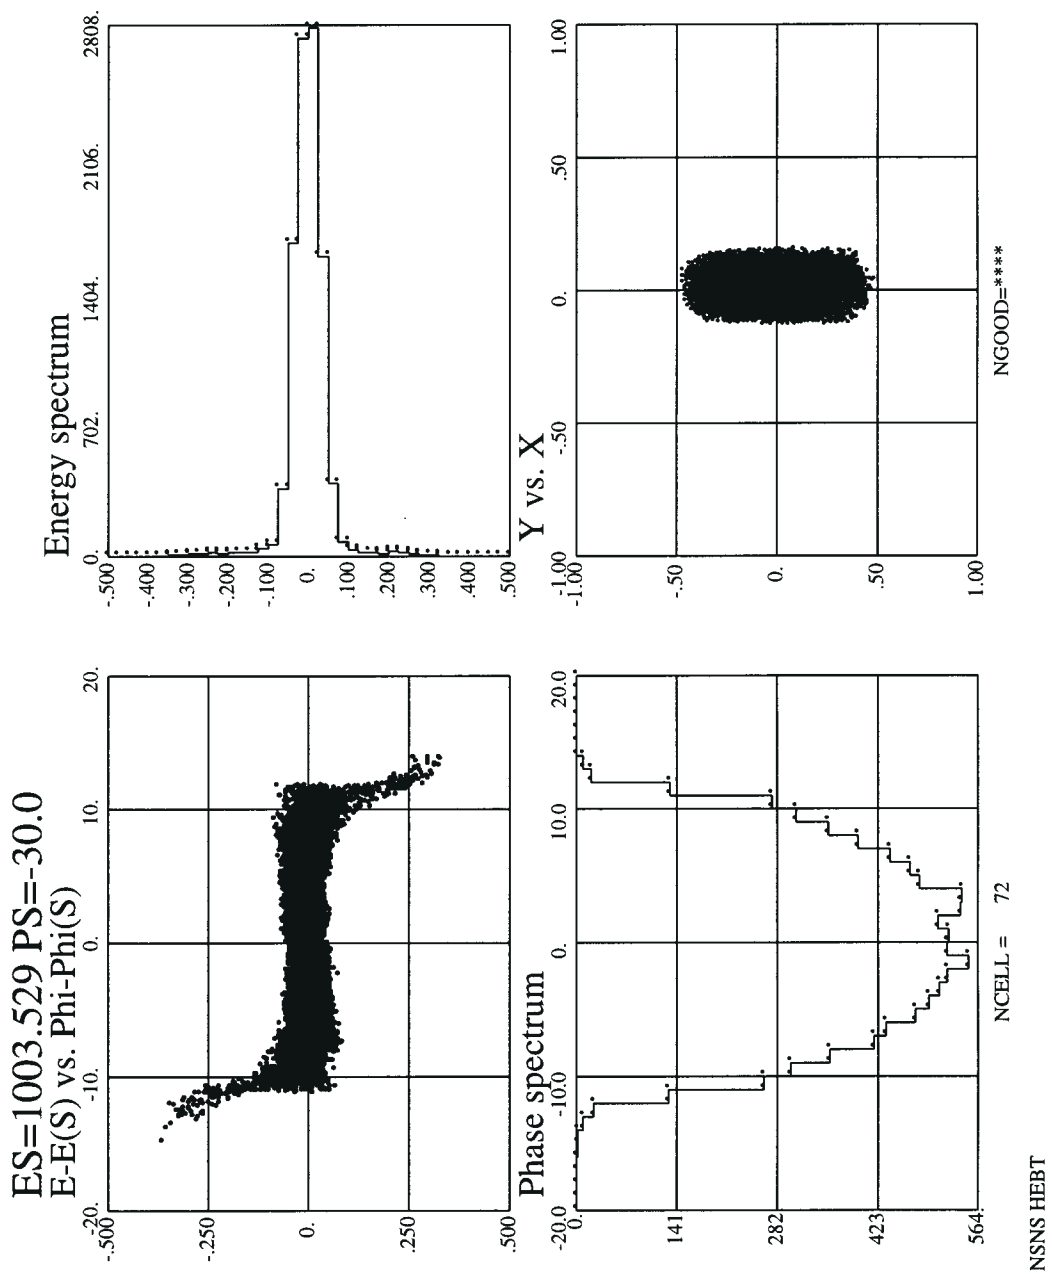 ES=1003.529 PS=-30.0
E-E(S) vs. Phi-Phi(S)
-20. -10. 0. 10. 20.
-.500
-.250
0.
.250
.500
Energy spectrum
0. 702. 1404. 2106. 2808.
-.500
-.400
-.300
-.200
-.100
0.
.100
.200
.300
.400
.500
Phase spectrum
-20.0 -10.0 0. 10.0 20.0
0.
141
282
423
564.
Y vs. X
-1.00 -.50 0. .50 1.00
-1.00
-.50
0.
.50
1.00
NCELL = 72
NGOOD=****
NSNS HEBT